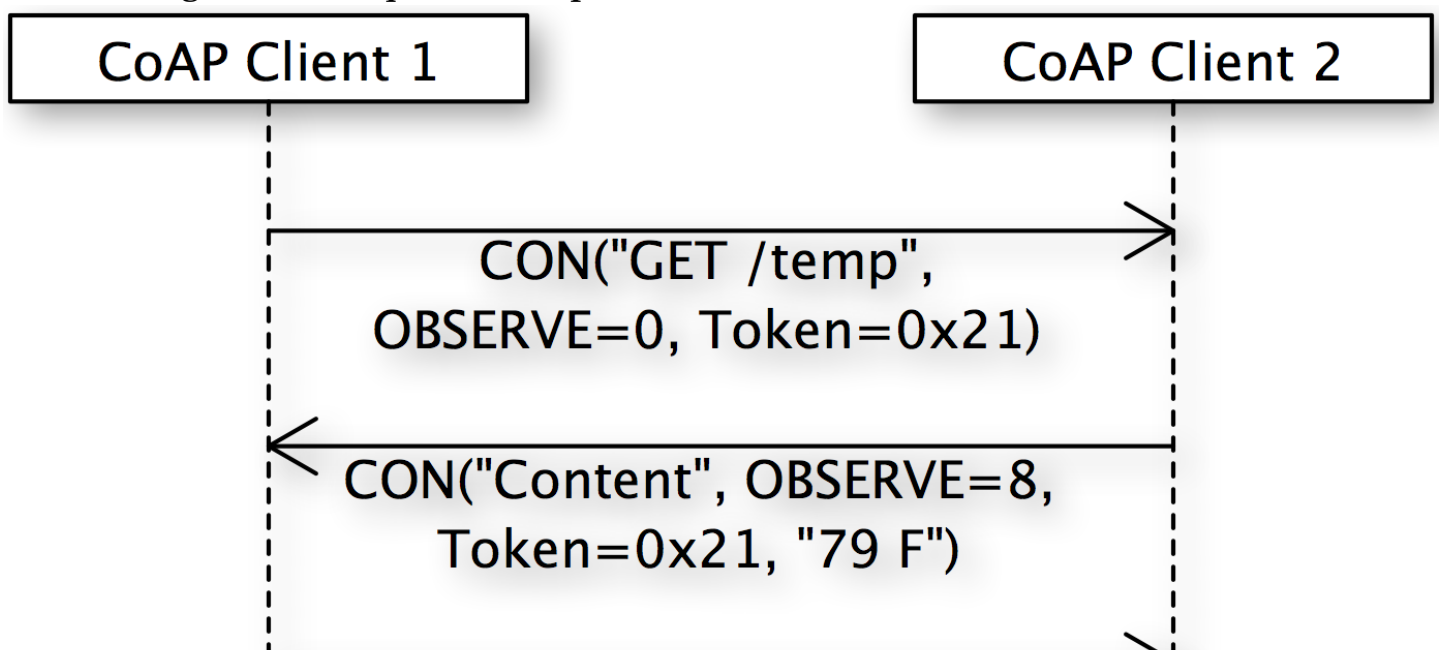 CoAP Client 1
CoAP Client 2
CON("GET /temp",
OBSERVE=0, Token=0x21)
CON("Content", OBSERVE=8,
Token=0x21, "79 F")